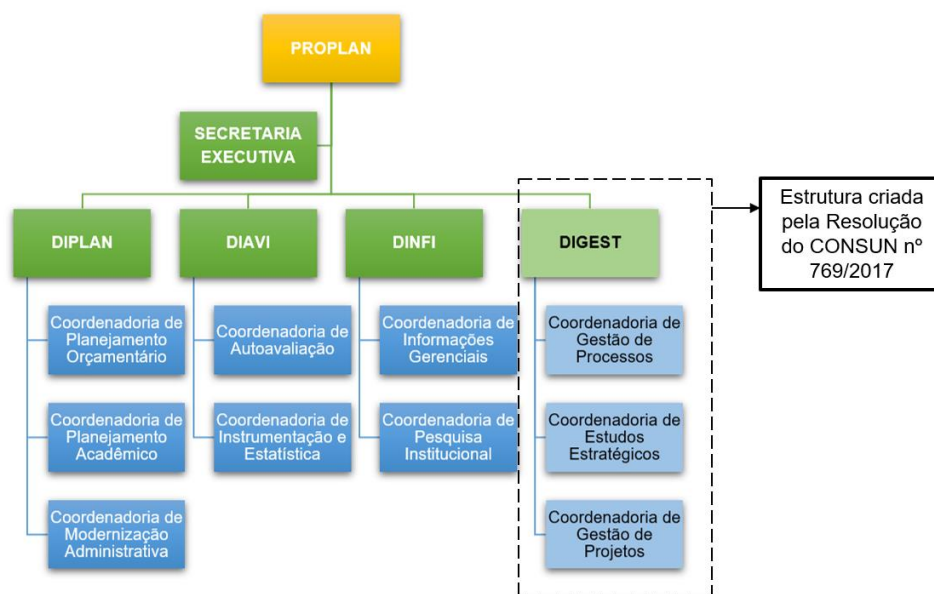 PROPLAN
SECRETARIA
EXECUTIVA
DIPLAN
DIAVI
DINFI
DIGEST
Estrutura criada
pela Resolução
do CONSUN nº
769/2017
Coordenadoria de
Planejamento
Orçamentário
Coordenadoria de
Autoavaliação
Coordenadoria de
Informações
Gerenciais
Coordenadoria de
Gestão de
Processos
Coordenadoria de
Planejamento
Acadêmico
Coordenadoria de
Instrumentação e
Estatística
Coordenadoria de
Pesquisa
Institucional
Coordenadoria de
Estudos
Estratégicos
Coordenadoria de
Modernização
Administrativa
Coordenadoria de
Gestão de
Projetos